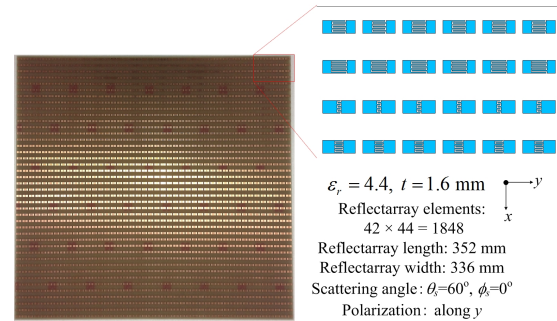 εr = 4.4, t = 1.6 mm
y
x
Reflectarray elements:
42 × 44 = 1848
Reflectarray length: 352 mm
Reflectarray width: 336 mm
Scattering angle: θs=60°, ϕs=0°
Polarization: along y